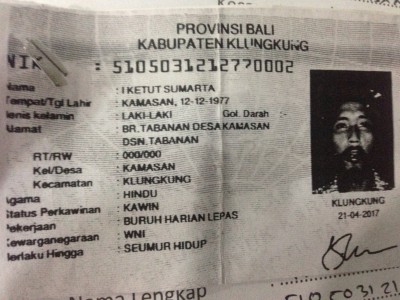 PROVINSI BALI
KABUPATEN KLUNGKUNG
NIK : 5105031212770002
Nama : I KETUT SUMARTA
Tempat/Tgl Lahir : KAMASAN, 12-12-1977
Jenis kelamin : LAKI-LAKI Gol. Darah :-
Alamat : BR.TABANAN DESA KAMASAN
DSN.TABANAN
RT/RW : 000/000
Kel/Desa : KAMASAN
Kecamatan : KLUNGKUNG
Agama : HINDU
Status Perkawinan : KAWIN
Pekerjaan : BURUH HARIAN LEPAS
Kewarganegaraan : WNI
Berlaku Hingga : SEUMUR HIDUP
KLUNGKUNG
21-04-2017
Nama Lengkap